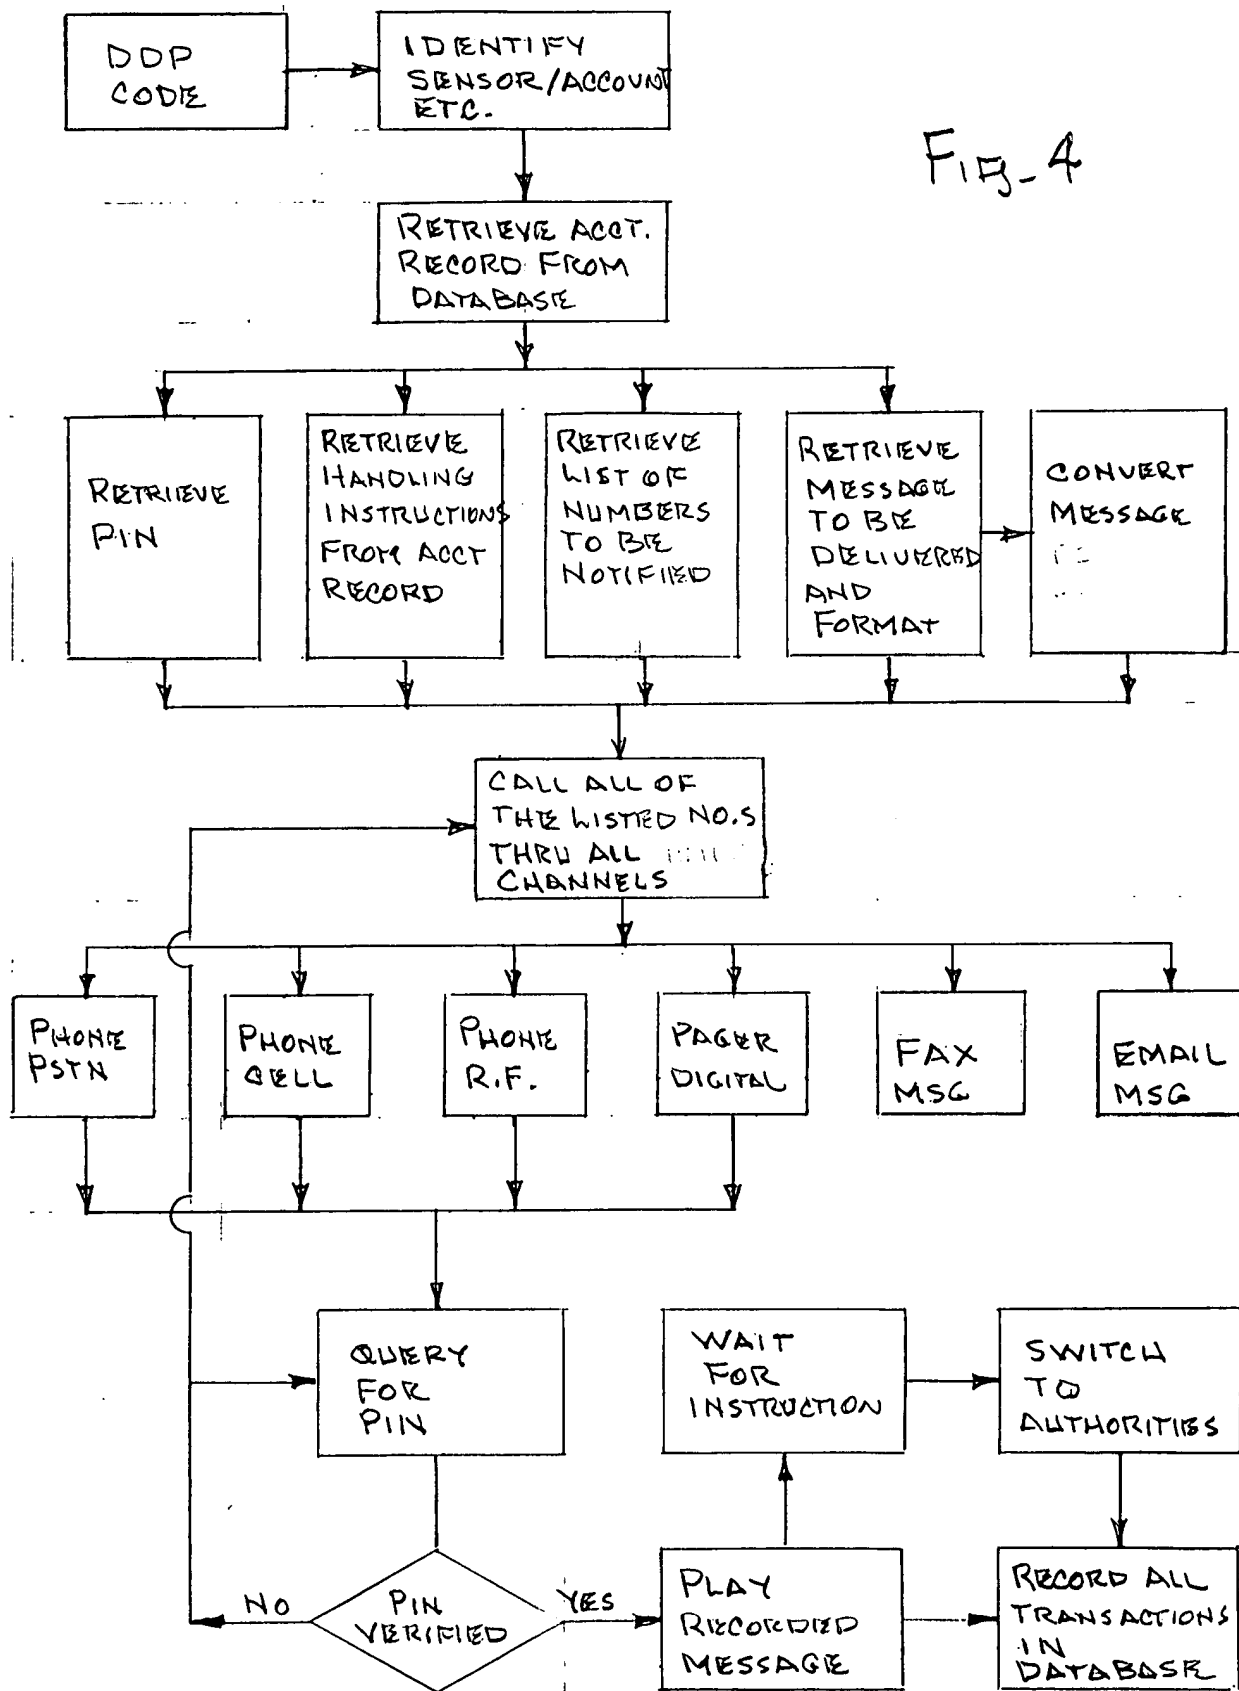 DDP
CODE
IDENTIFY
SENSOR/ACCOUNT
ETC.
FIG-4
RETRIEVE ACCT.
RECORD FROM
DATABASE
RETRIEVE
PIN
RETRIEVE
HANDLING
INSTRUCTIONS
FROM ACCT
RECORD
RETRIEVE
LIST OF
NUMBERS
TO BE
NOTIFIED
RETRIEVE
MESSAGE
TO BE
DELIVERED
AND
FORMAT
CONVERT
MESSAGE
CALL ALL OF
THE LISTED NO.S
THRU ALL
CHANNELS
PHONE
PSTN
PHONE
CELL
PHONE
R.F.
PAGER
DIGITAL
FAX
MSG
EMAIL
MSG
QUERY
FOR
PIN
WAIT
FOR
INSTRUCTION
SWITCH
TO
AUTHORITIES
NO
PIN
VERIFIED
YES
PLAY
RECORDED
MESSAGE
RECORD ALL
TRANSACTIONS
IN
DATABASE